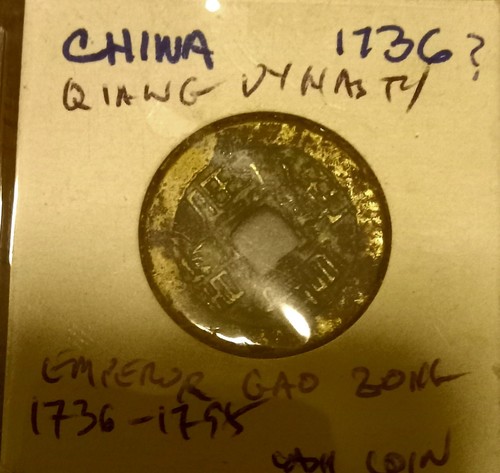 CHINA 1736?
QIANG DYNASTY
EMPEROR GAO ZONG
1736-1795
CASH COIN